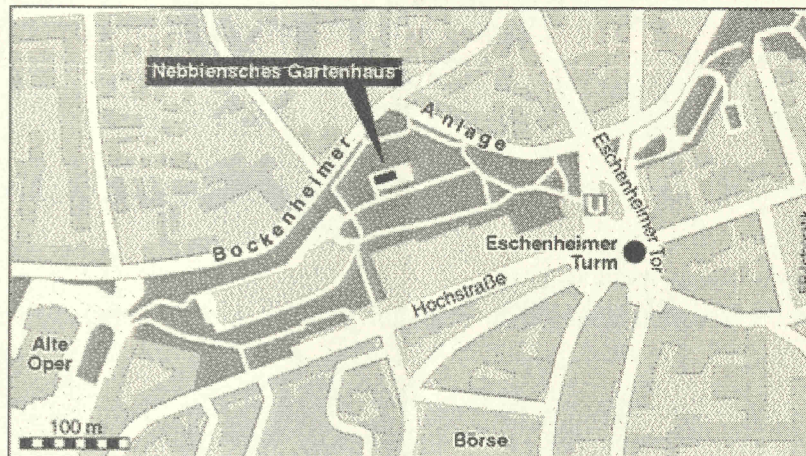 Nebbiensches Gartenhaus
Bockenheimer Anlage
Eschenheimer Tor
U
Eschenheimer
Turm
Hochstraße
Alte
Oper
100 m
Börse